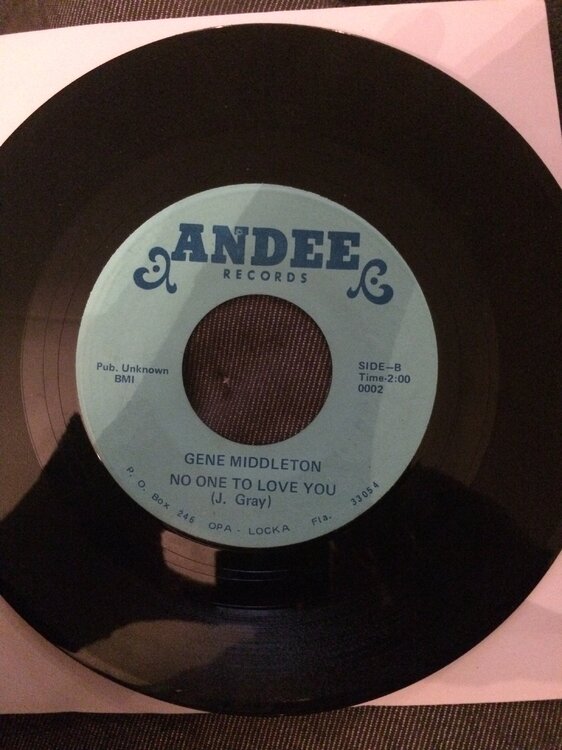 ANDEE
RECORDS
Pub. Unknown
BMI
SIDE-B
Time-2:00
0002
GENE MIDDLETON
NO ONE TO LOVE YOU
(J. Gray)
P. O. Box 246 OPA - LOCKA Fla. 33054